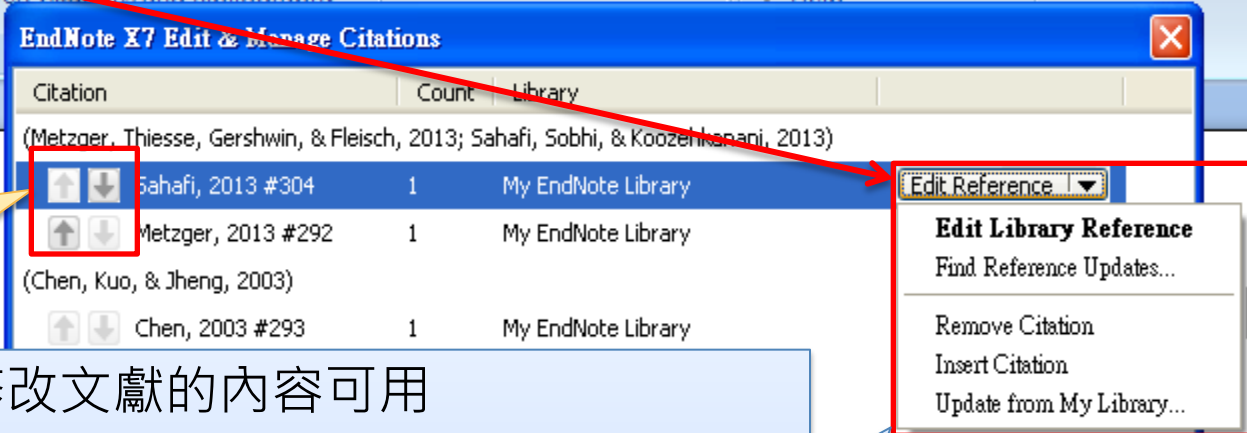 EndNote X7 Edit & Manage Citations
Citation Count Library
(Metzger, Thiesse, Gershwin, & Fleisch, 2013; Sahafi, Sobhi, & Koozehkanani, 2013)
Sahafi, 2013 #304 1 My EndNote Library Edit Reference
Metzger, 2013 #292 1 My EndNote Library
Edit Library Reference
Find Reference Updates...
(Chen, Kuo, & Jheng, 2003)
Chen, 2003 #293 1 My EndNote Library
Remove Citation
Insert Citation
Update from My Library...
改文獻的內容可用